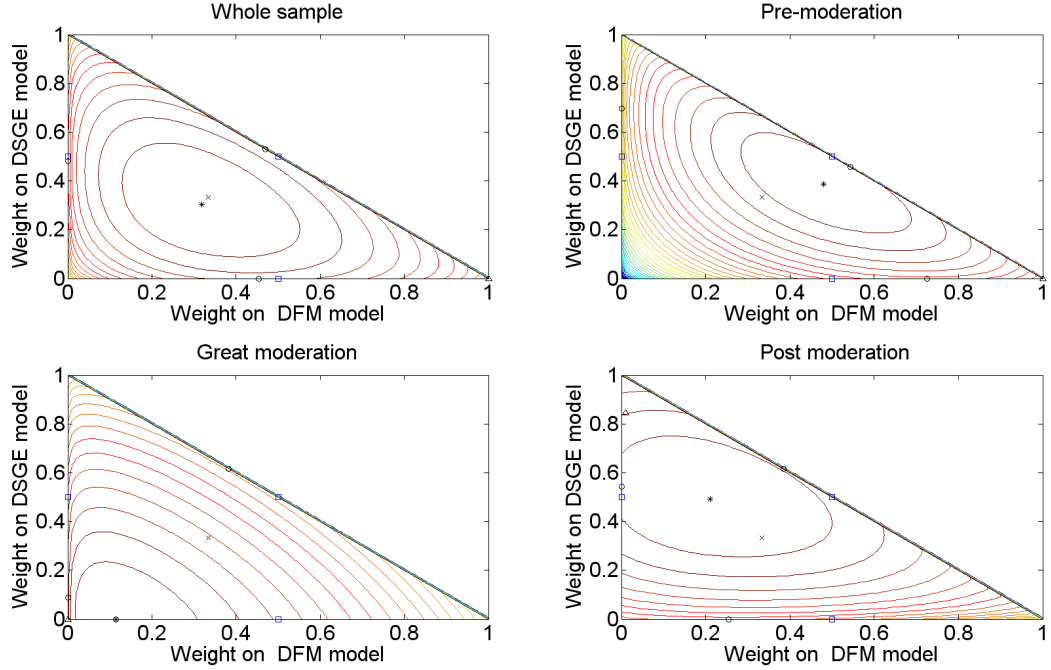 Whole sample
Weight on DSGE model
1
0.8
0.6
0.4
0.2
0
0 0.2 0.4 0.6 0.8 1
Weight on DFM model
Pre-moderation
Weight on DSGE model
1
0.8
0.6
0.4
0.2
0
0 0.2 0.4 0.6 0.8 1
Weight on DFM model
Great moderation
Weight on DSGE model
1
0.8
0.6
0.4
0.2
0
0 0.2 0.4 0.6 0.8 1
Weight on DFM model
Post moderation
Weight on DSGE model
1
0.8
0.6
0.4
0.2
0
0 0.2 0.4 0.6 0.8 1
Weight on DFM model